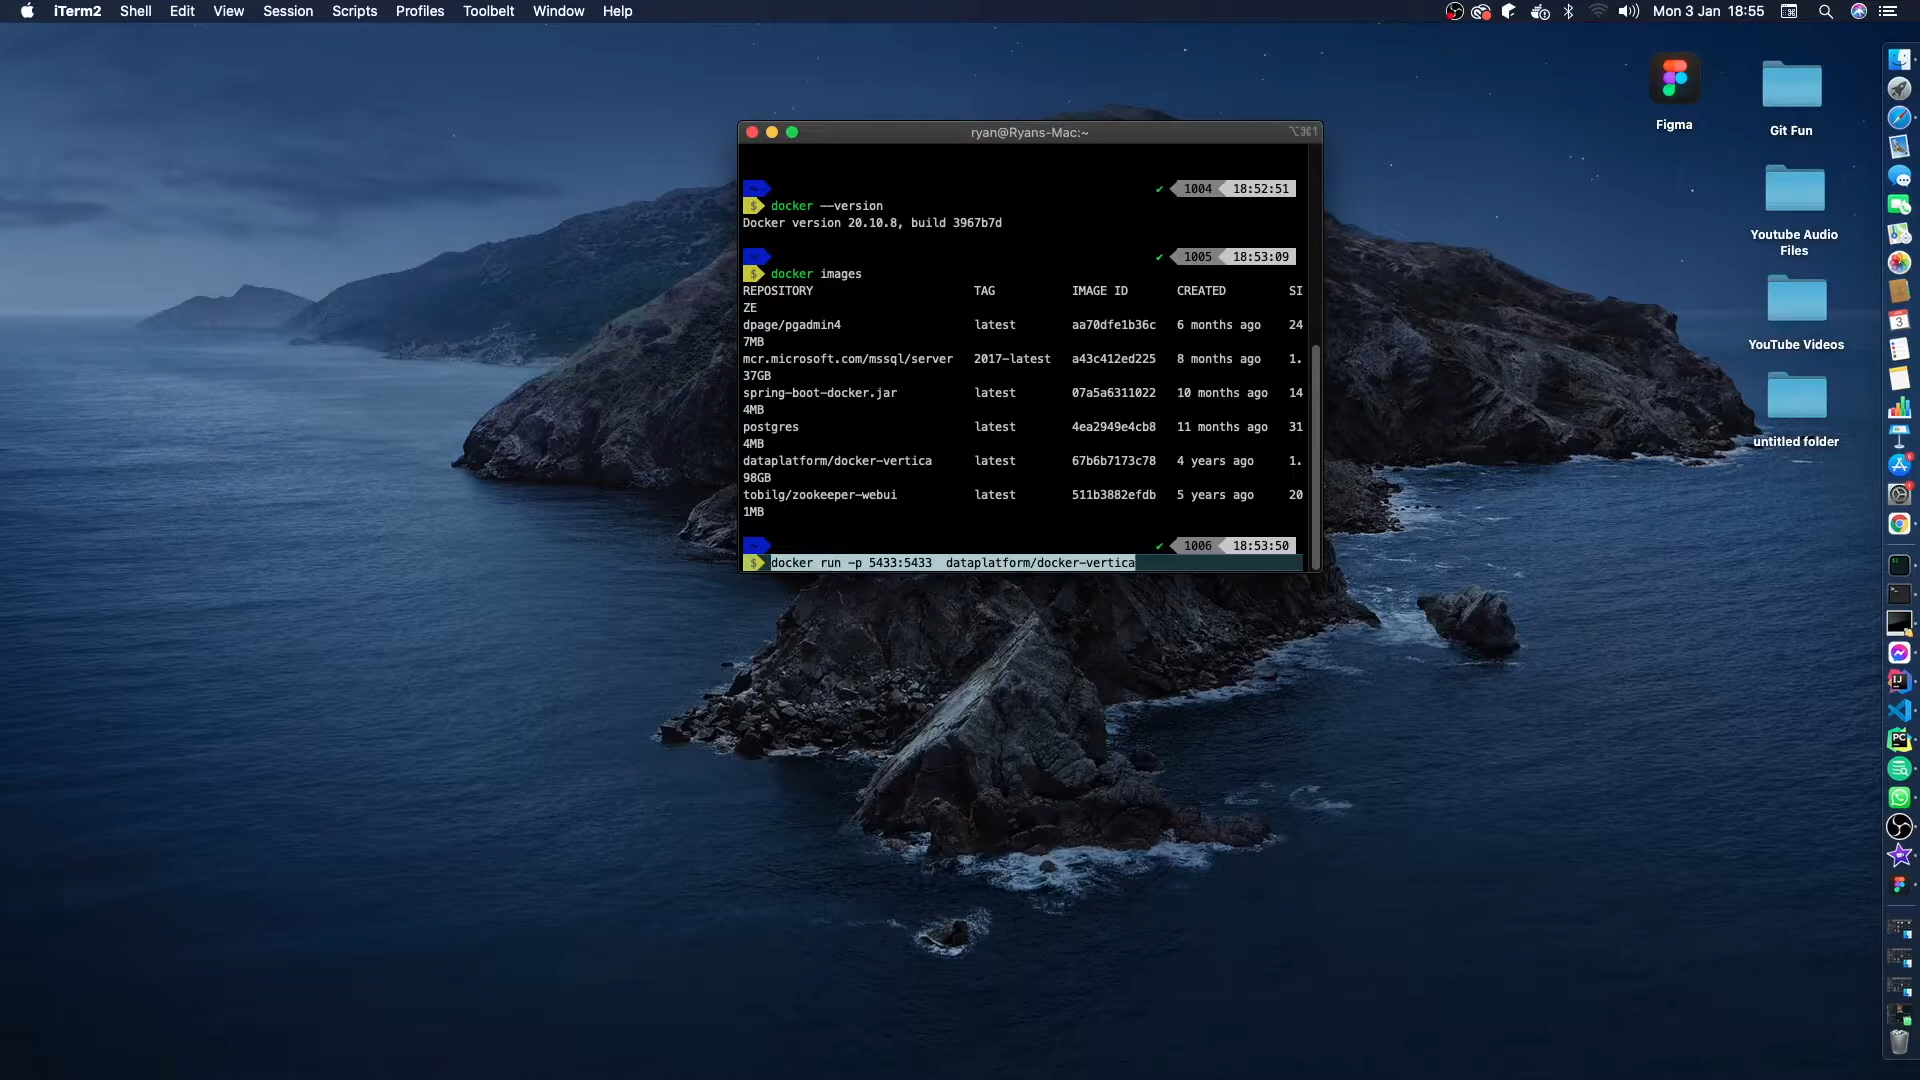 iTerm2 Shell Edit View Session Scripts Profiles Toolbelt Window Help Mon 3 Jan 18:55
Figma
Git Fun
Youtube Audio
Files
YouTube Videos
untitled folder
ryan@Ryans-Mac:~ ⌥⌘1
~ ✔ 1004 18:52:51
$ docker --version
Docker version 20.10.8, build 3967b7d
~ ✔ 1005 18:53:09
$ docker images
REPOSITORY TAG IMAGE ID CREATED SI
ZE
dpage/pgadmin4 latest aa70dfe1b36c 6 months ago 24
7MB
mcr.microsoft.com/mssql/server 2017-latest a43c412ed225 8 months ago 1.
37GB
spring-boot-docker.jar latest 07a5a6311022 10 months ago 14
4MB
postgres latest 4ea2949e4cb8 11 months ago 31
4MB
dataplatform/docker-vertica latest 67b6b7173c78 4 years ago 1.
98GB
tobilg/zookeeper-webui latest 511b3882efdb 5 years ago 20
1MB
~ ✔ 1006 18:53:50
$ docker run -p 5433:5433  dataplatform/docker-vertica